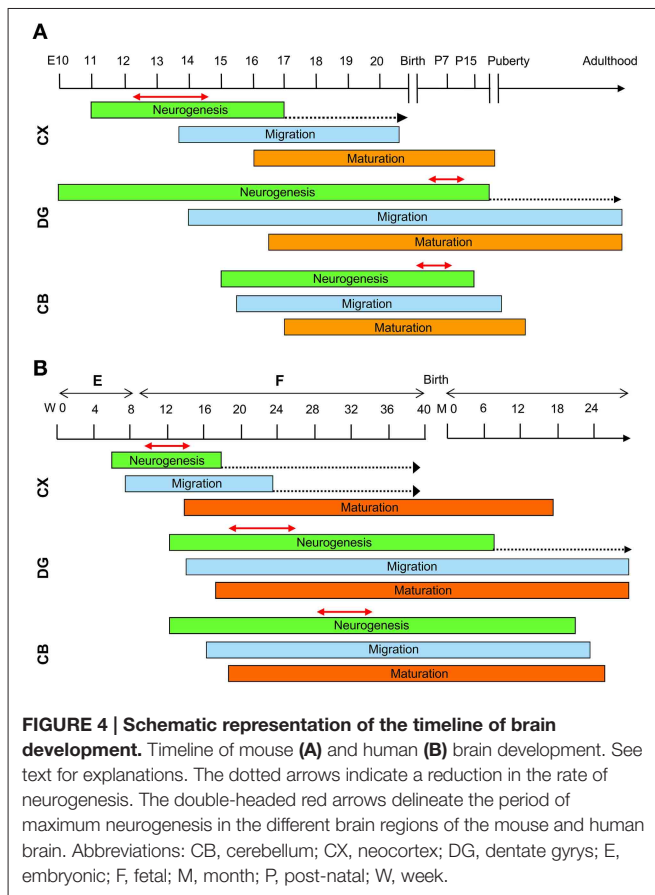 A
E10 11 12 13 14 15 16 17 18 19 20 Birth P7 P15 Puberty Adulthood
CX
Neurogenesis
Migration
Maturation
DG
Neurogenesis
Migration
Maturation
CB
Neurogenesis
Migration
Maturation
B
E F Birth
W 0 4 8 12 16 20 24 28 32 36 40 M 0 6 12 18 24
CX
Neurogenesis
Migration
Maturation
DG
Neurogenesis
Migration
Maturation
CB
Neurogenesis
Migration
Maturation
FIGURE 4 | Schematic representation of the timeline of brain
development. Timeline of mouse (A) and human (B) brain development. See
text for explanations. The dotted arrows indicate a reduction in the rate of
neurogenesis. The double-headed red arrows delineate the period of
maximum neurogenesis in the different brain regions of the mouse and human
brain. Abbreviations: CB, cerebellum; CX, neocortex; DG, dentate gyrys; E,
embryonic; F, fetal; M, month; P, post-natal; W, week.